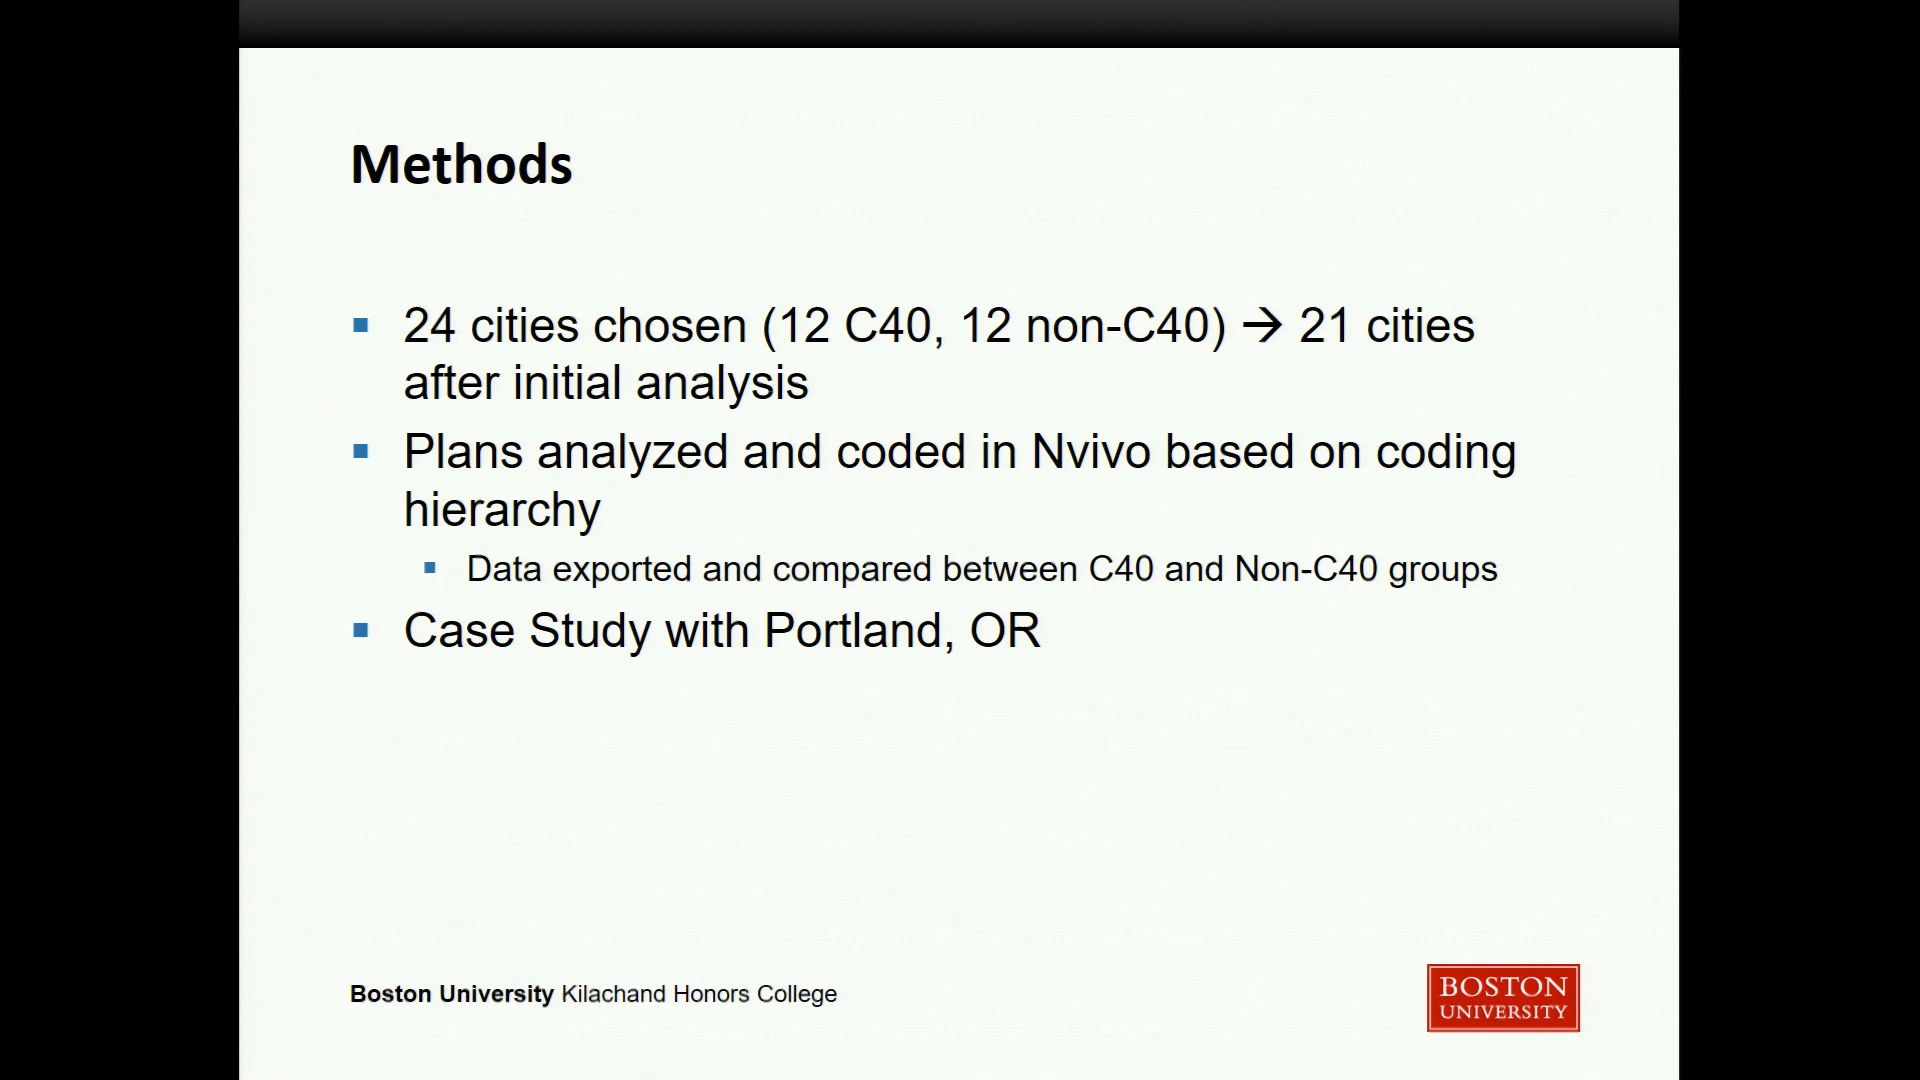 Methods
24 cities chosen (12 C40, 12 non-C40) → 21 cities
after initial analysis
Plans analyzed and coded in Nvivo based on coding
hierarchy
Data exported and compared between C40 and Non-C40 groups
Case Study with Portland, OR
Boston University Kilachand Honors College
BOSTON
UNIVERSITY